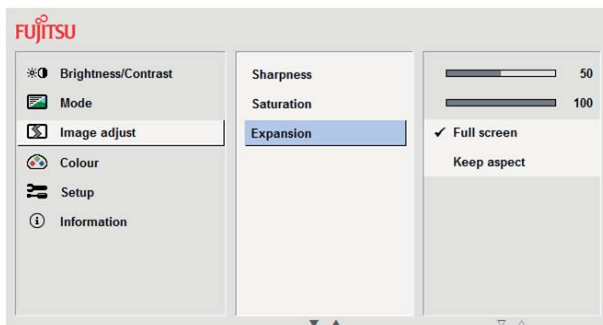 FUJITSU
Brightness/Contrast
Mode
Image adjust
Colour
Setup
Information
Sharpness
Saturation
Expansion
50
100
✓ Full screen
Keep aspect